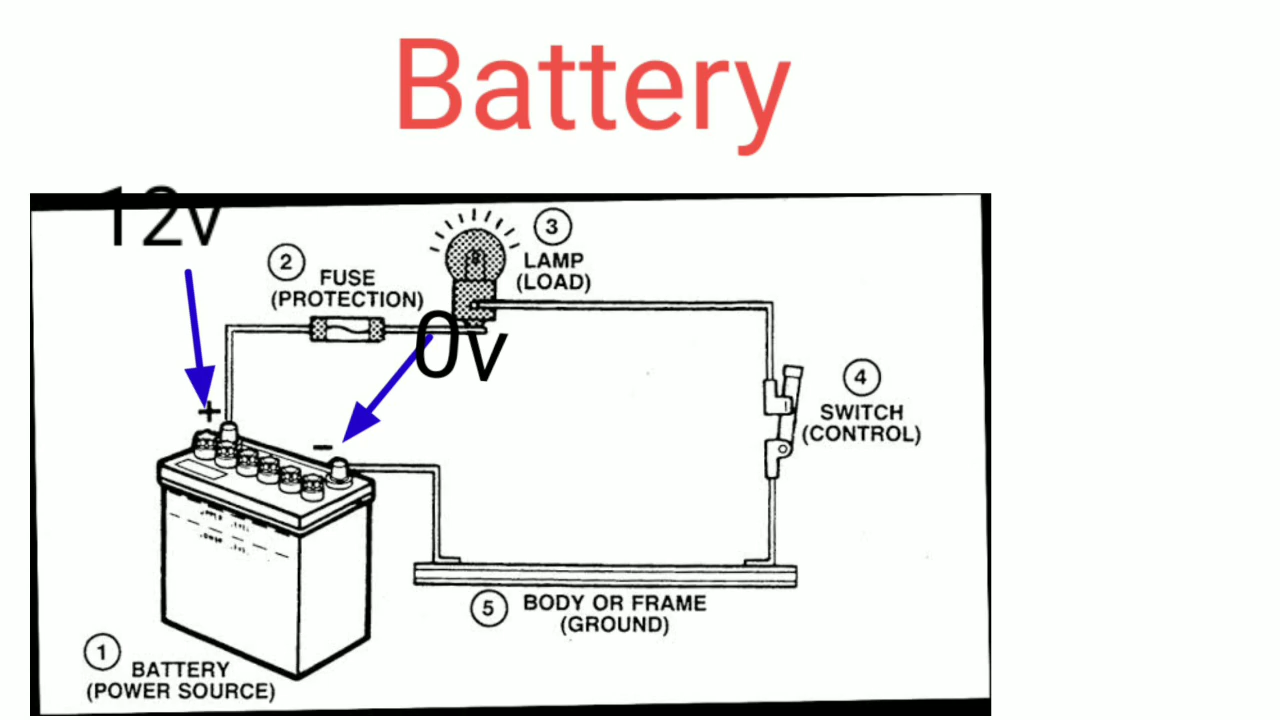 Battery
12v
3
LAMP
(LOAD)
2
FUSE
(PROTECTION)
0v
4
SWITCH
(CONTROL)
+
−
5
BODY OR FRAME
(GROUND)
1
BATTERY
(POWER SOURCE)